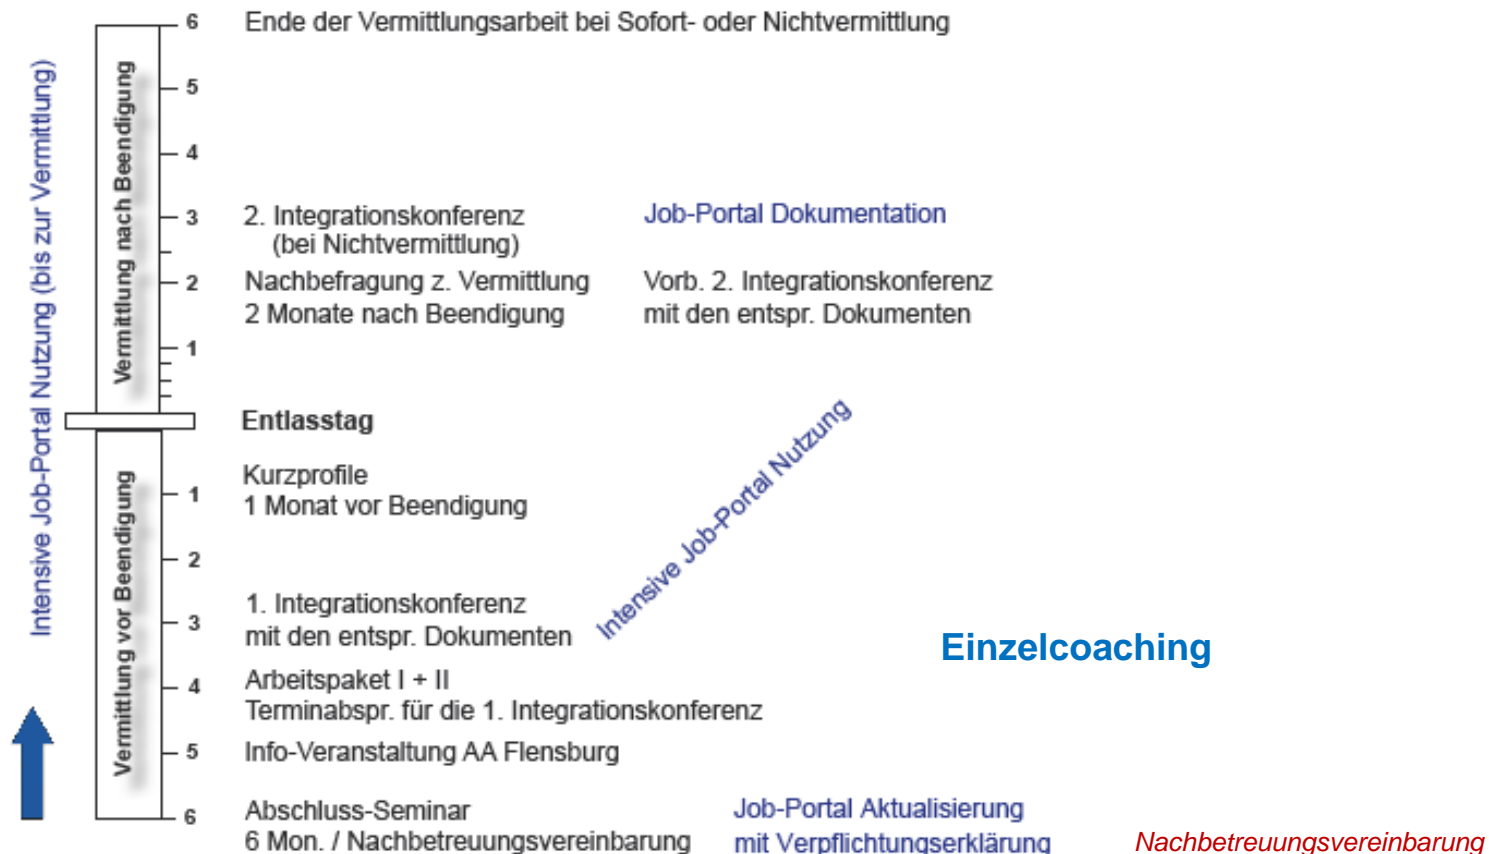 6 Ende der Vermittlungsarbeit bei Sofort- oder Nichtvermittlung
Intensive Job-Portal Nutzung (bis zur Vermittlung)
Vermittlung nach Beendigung
5
4
3 2. Integrationskonferenz Job-Portal Dokumentation
(bei Nichtvermittlung)
2 Nachbefragung z. Vermittlung Vorb. 2. Integrationskonferenz
2 Monate nach Beendigung mit den entspr. Dokumenten
1
Entlasstag
Intensive Job-Portal Nutzung
Vermittlung vor Beendigung
Kurzprofile
1 1 Monat vor Beendigung
2
1. Integrationskonferenz
3 mit den entspr. Dokumenten
Einzelcoaching
4 Arbeitspaket I + II
Terminabspr. für die 1. Integrationskonferenz
5 Info-Veranstaltung AA Flensburg
6 Abschluss-Seminar Job-Portal Aktualisierung
6 Mon. / Nachbetreuungsvereinbarung mit Verpflichtungserklärung Nachbetreuungsvereinbarung